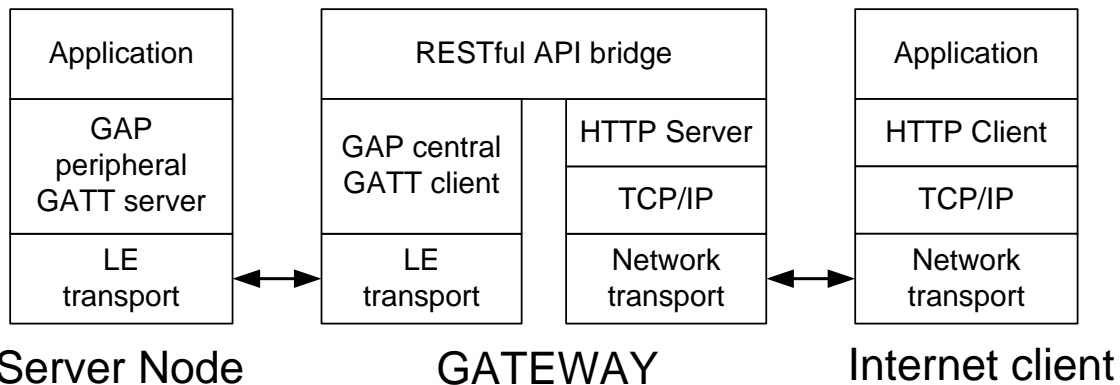 Application
GAP
peripheral
GATT server
LE
transport
Server Node
RESTful API bridge
GAP central
GATT client
LE
transport
HTTP Server
TCP/IP
Network
transport
GATEWAY
Application
HTTP Client
TCP/IP
Network
transport
Internet client